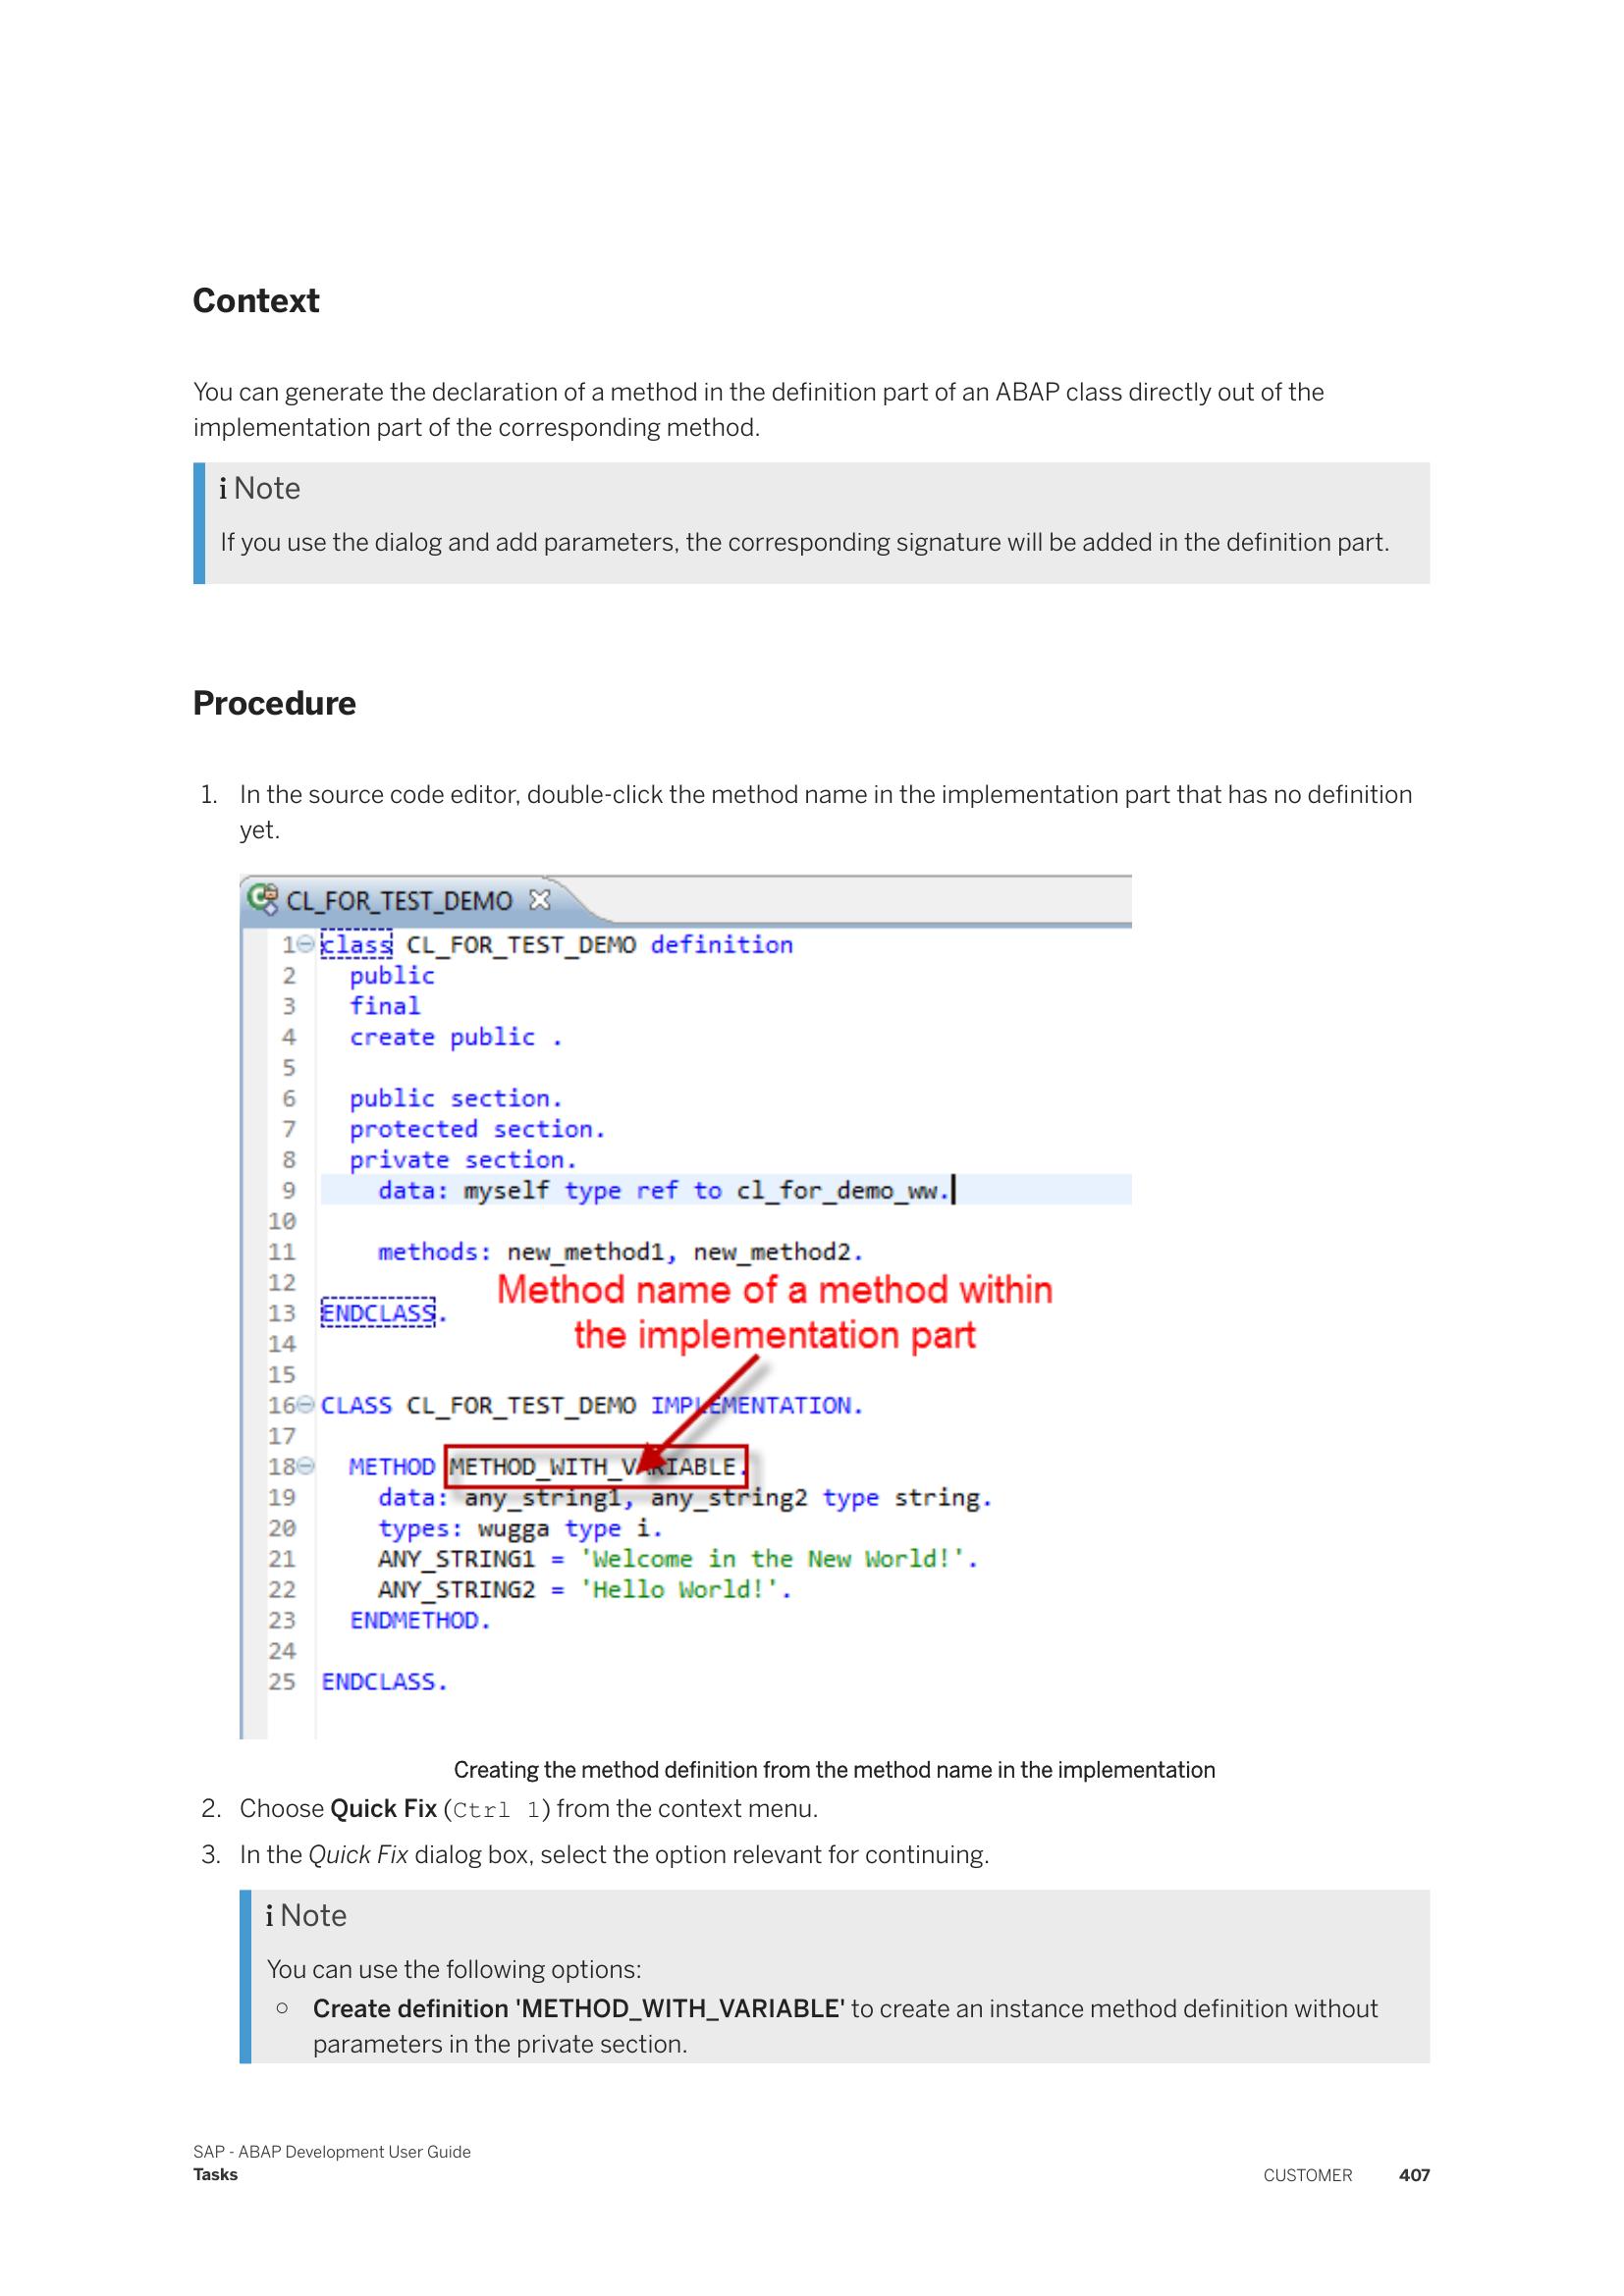 Context
You can generate the declaration of a method in the definition part of an ABAP class directly out of the
implementation part of the corresponding method.
i Note
If you use the dialog and add parameters, the corresponding signature will be added in the definition part.
Procedure
1. In the source code editor, double-click the method name in the implementation part that has no definition
yet.
CL_FOR_TEST_DEMO
1 class CL_FOR_TEST_DEMO definition
2 public
3 final
4 create public .
5
6 public section.
7 protected section.
8 private section.
9 data: myself type ref to cl_for_demo_ww.
10
11 methods: new_method1, new_method2.
12
Method name of a method within
13 ENDCLASS.
the implementation part
14
15
16 CLASS CL_FOR_TEST_DEMO IMPLEMENTATION.
17
18 METHOD METHOD_WITH_VARIABLE.
19 data: any_string1, any_string2 type string.
20 types: wugga type i.
21 ANY_STRING1 = 'Welcome in the New World!'.
22 ANY_STRING2 = 'Hello World!'.
23 ENDMETHOD.
24
25 ENDCLASS.
Creating the method definition from the method name in the implementation
2. Choose Quick Fix (Ctrl 1) from the context menu.
3. In the Quick Fix dialog box, select the option relevant for continuing.
i Note
You can use the following options:
○ Create definition 'METHOD_WITH_VARIABLE' to create an instance method definition without
parameters in the private section.
SAP - ABAP Development User Guide
Tasks
CUSTOMER 407